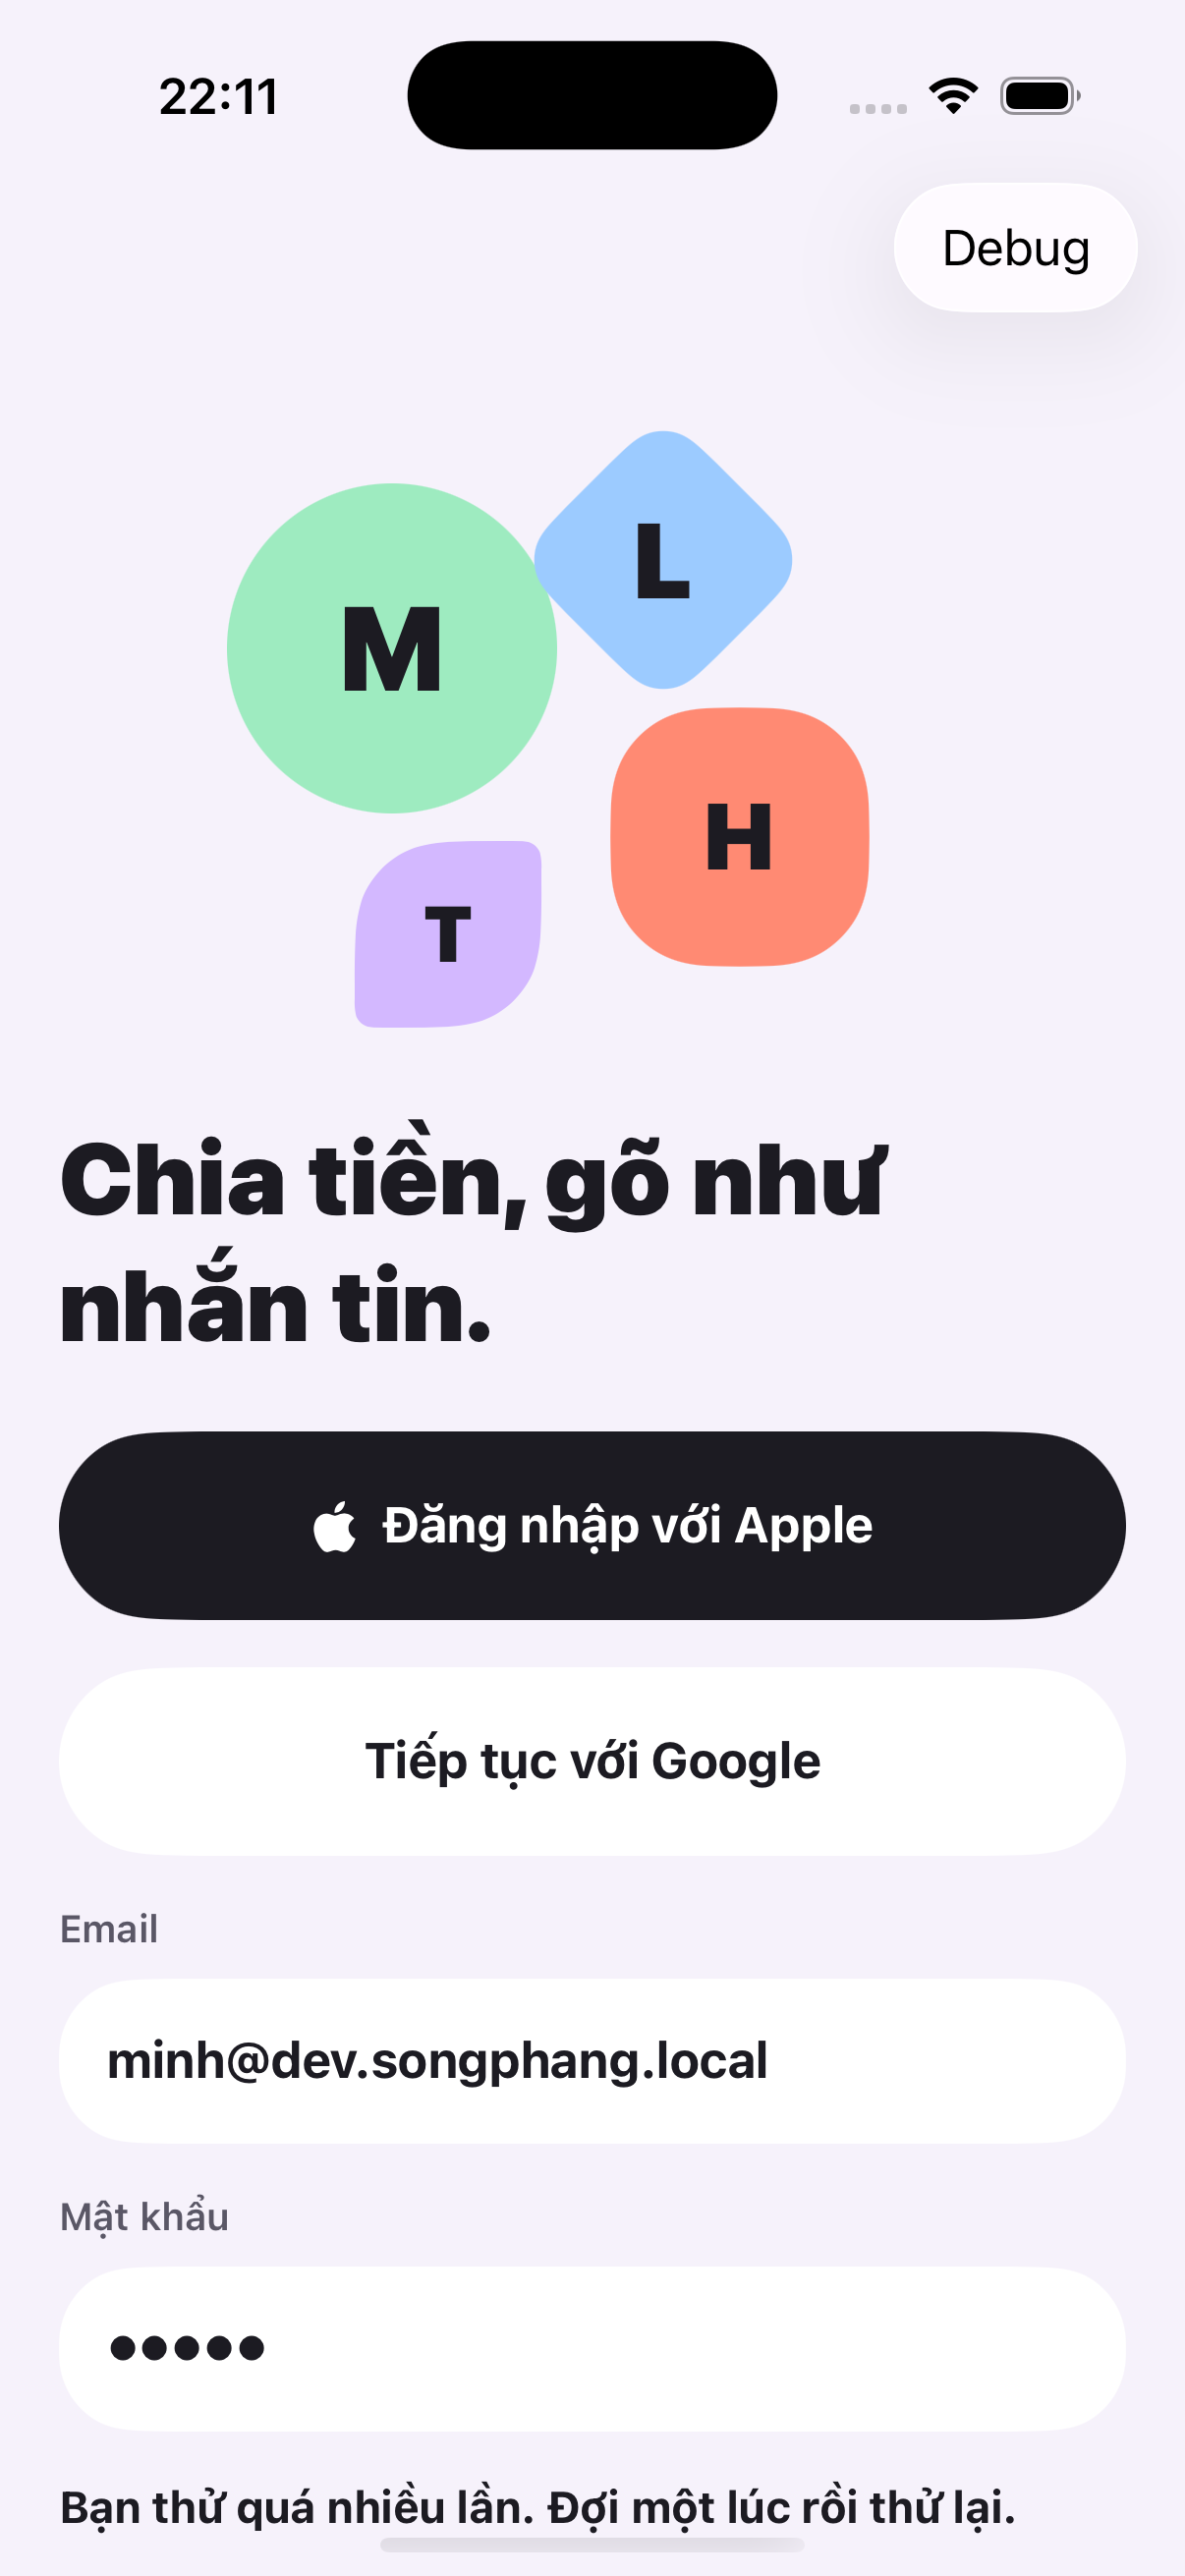 22:11
Debug
L
M
H
T
Chia tiền, gõ như
nhắn tin.
Đăng nhập với Apple
Tiếp tục với Google
Email
minh@dev.songphang.local
Mật khẩu
•••••
Bạn thử quá nhiều lần. Đợi một lúc rồi thử lại.